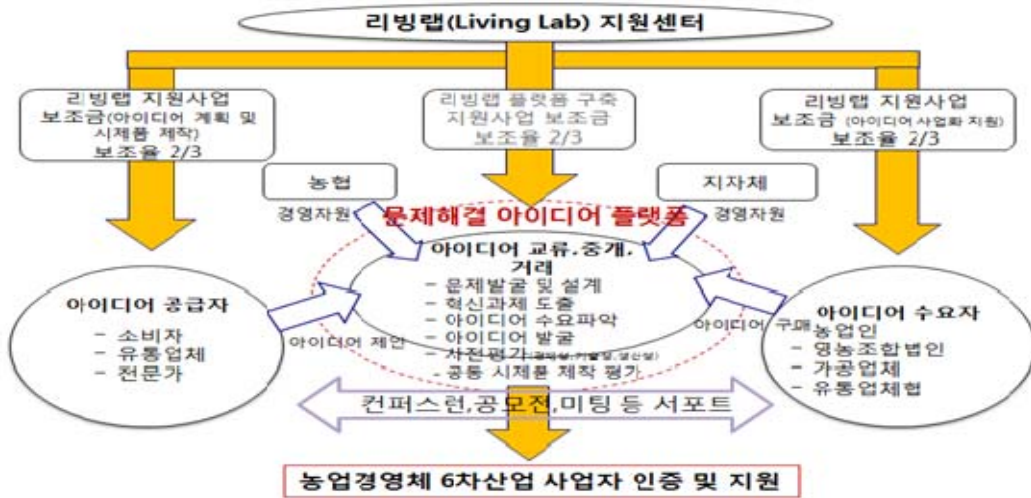 리빙랩(Living Lab) 지원센터
리빙랩 지원사업
보조금(아이디어 계획 및
시제품 제작)
보조율 2/3
리빙랩 플랫폼 구축
지원사업 보조금
보조율 2/3
리빙랩 지원사업
보조금 (아이디어사업화 지원)
보조율 2/3
농협
경영자원
지자체
경영자원
문제해결 아이디어 플랫폼
아이디어 교류,중개,
거래
- 문제발굴 및 설계
- 혁신과제 도출
- 아이디어 수요파악
- 아이디어 발굴
- 사전평가
- 공동 시제품 제작 평가
아이디어 공급자
- 소비자
- 유통업체
- 전문가
아이디어 제안
아이디어 구매
아이디어 수요자
- 농업인
- 영농조합법인
- 가공업체
- 유통업체협
컨퍼스런,공모전,미팅 등 서포트
농업경영체 6차산업 사업자 인증 및 지원